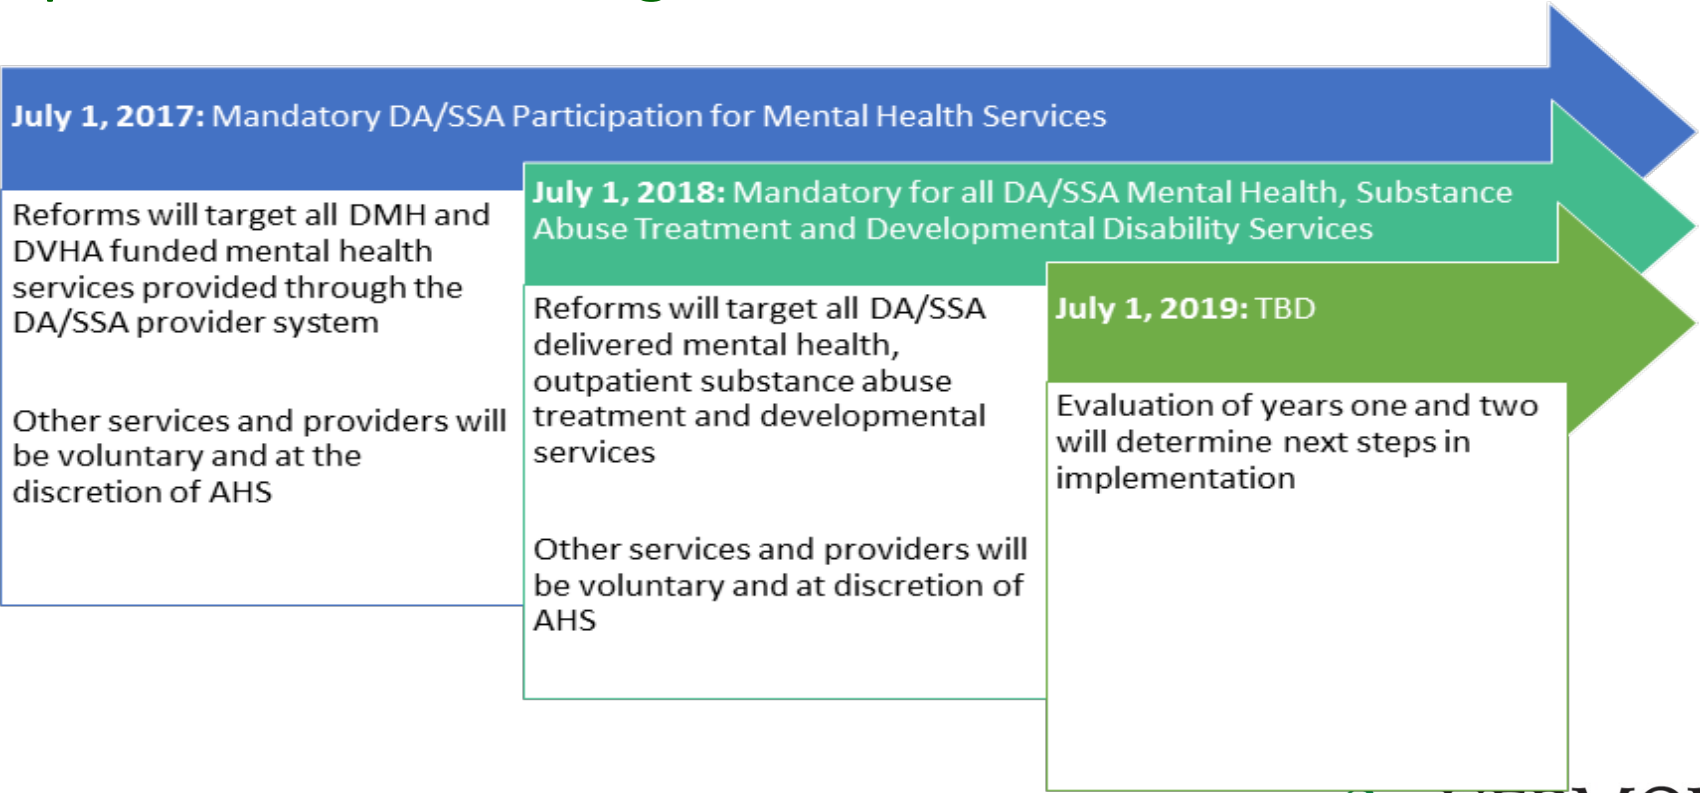 July 1, 2017: Mandatory DA/SSA Participation for Mental Health Services
Reforms will target all DMH and
DVHA funded mental health
services provided through the
DA/SSA provider system
Other services and providers will
be voluntary and at the
discretion of AHS
July 1, 2018: Mandatory for all DA/SSA Mental Health, Substance
Abuse Treatment and Developmental Disability Services
Reforms will target all DA/SSA
delivered mental health,
outpatient substance abuse
treatment and developmental
services
Other services and providers will
be voluntary and at discretion of
AHS
July 1, 2019: TBD
Evaluation of years one and two
will determine next steps in
implementation